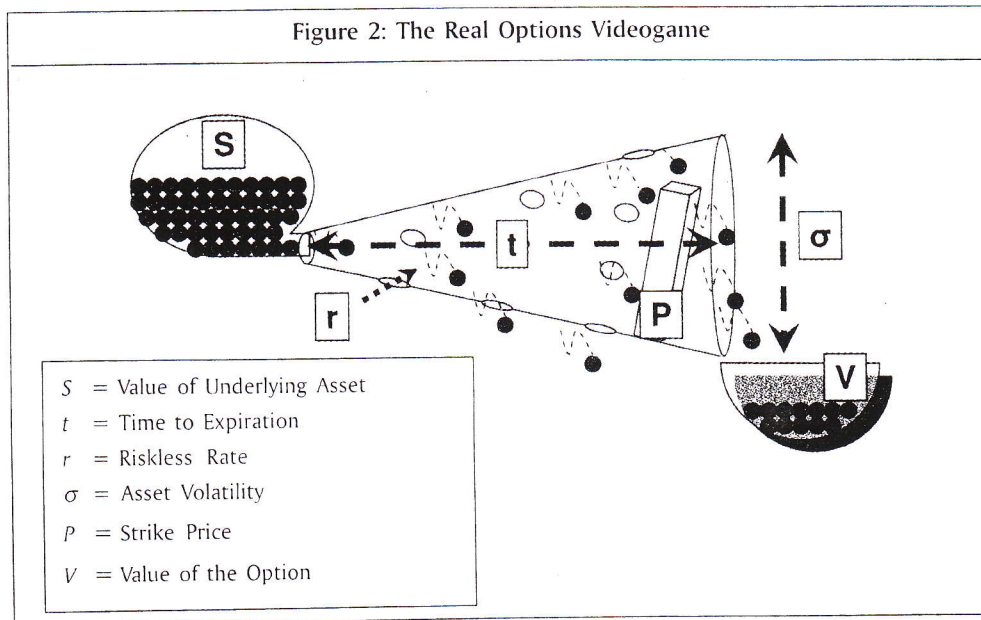 Figure 2: The Real Options Videogame
S
t
σ
r
P
V
S = Value of Underlying Asset
t = Time to Expiration
r = Riskless Rate
σ = Asset Volatility
P = Strike Price
V = Value of the Option